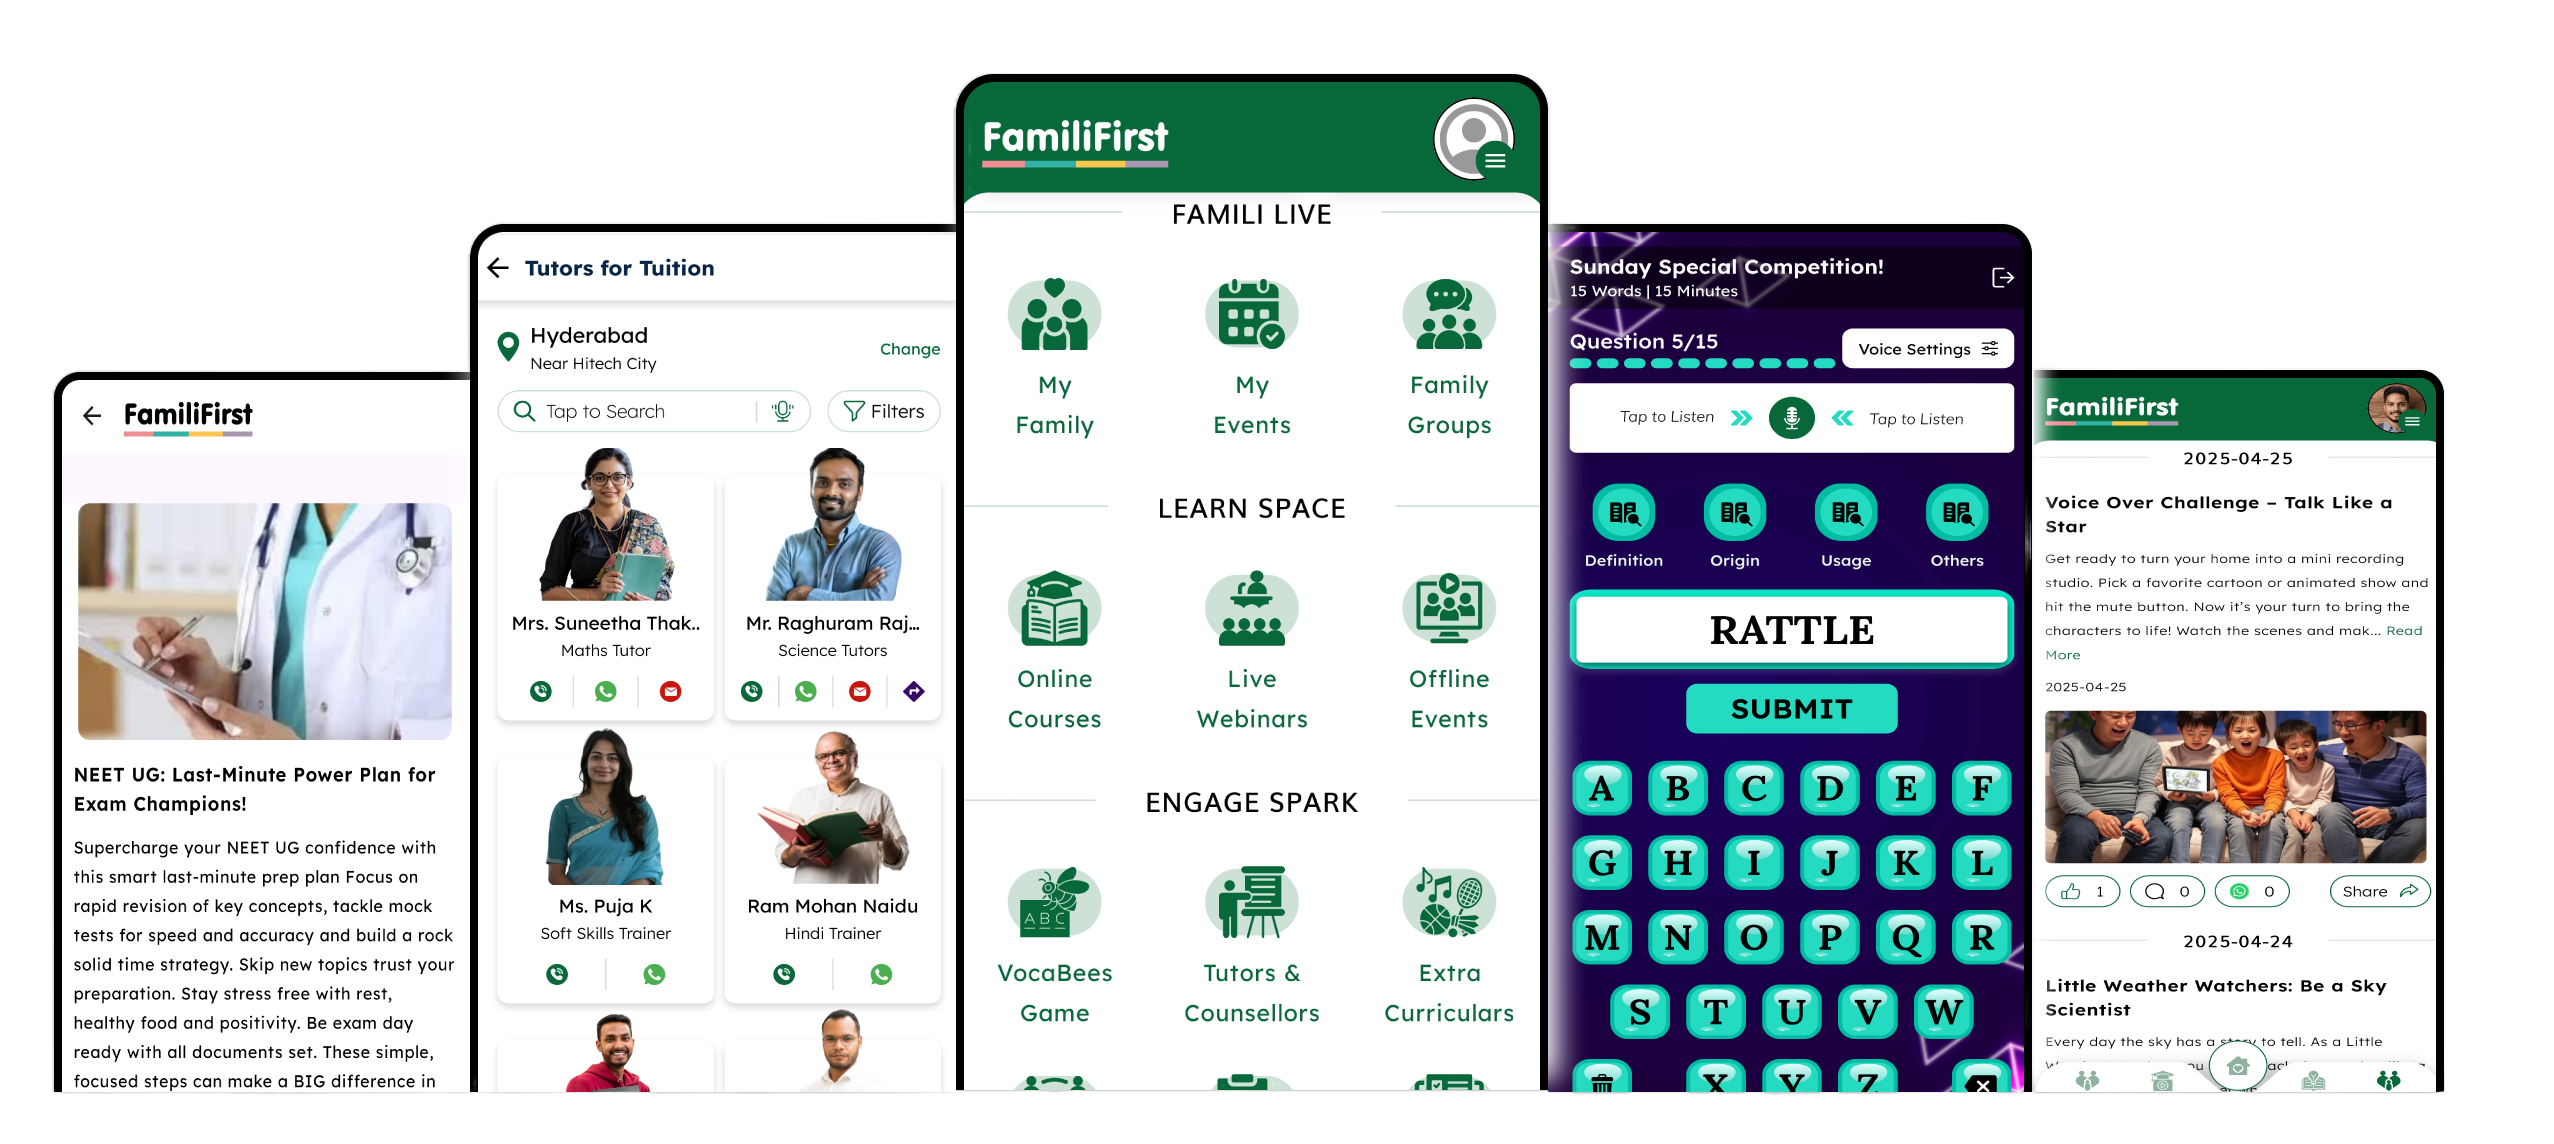 FamiliFirst
NEET UG: Last-Minute Power Plan for
Exam Champions!
Supercharge your NEET UG confidence with
this smart last-minute prep plan Focus on
rapid revision of key concepts, tackle mock
tests for speed and accuracy and build a rock
solid time strategy. Skip new topics trust your
preparation. Stay stress free with rest,
healthy food and positivity. Be exam day
ready with all documents set. These simple,
focused steps can make a BIG difference in
Tutors for Tuition
Hyderabad
Near Hitech City
Change
Tap to Search
Filters
Mrs. Suneetha Thak..
Maths Tutor
Mr. Raghuram Raj...
Science Tutors
Ms. Puja K
Soft Skills Trainer
Ram Mohan Naidu
Hindi Trainer
FamiliFirst
FAMILI LIVE
My
Family
My
Events
Family
Groups
LEARN SPACE
Online
Courses
Live
Webinars
Offline
Events
ENGAGE SPARK
ABC
VocaBees
Game
Tutors &
Counsellors
Extra
Curriculars
Sunday Special Competition!
15 Words | 15 Minutes
Question 5/15
Voice Settings
Tap to Listen
Tap to Listen
Definition
Origin
Usage
Others
RATTLE
SUBMIT
A B C D E F
G H I J K L
M N O P Q R
S T U V W
X Y Z
FamiliFirst
2025-04-25
Voice Over Challenge – Talk Like a
Star
Get ready to turn your home into a mini recording
studio. Pick a favorite cartoon or animated show and
hit the mute button. Now it's your turn to bring the
characters to life! Watch the scenes and mak... Read
More
2025-04-25
1
0
0
Share
2025-04-24
Little Weather Watchers: Be a Sky
Scientist
Every day the sky has a story to tell. As a Little